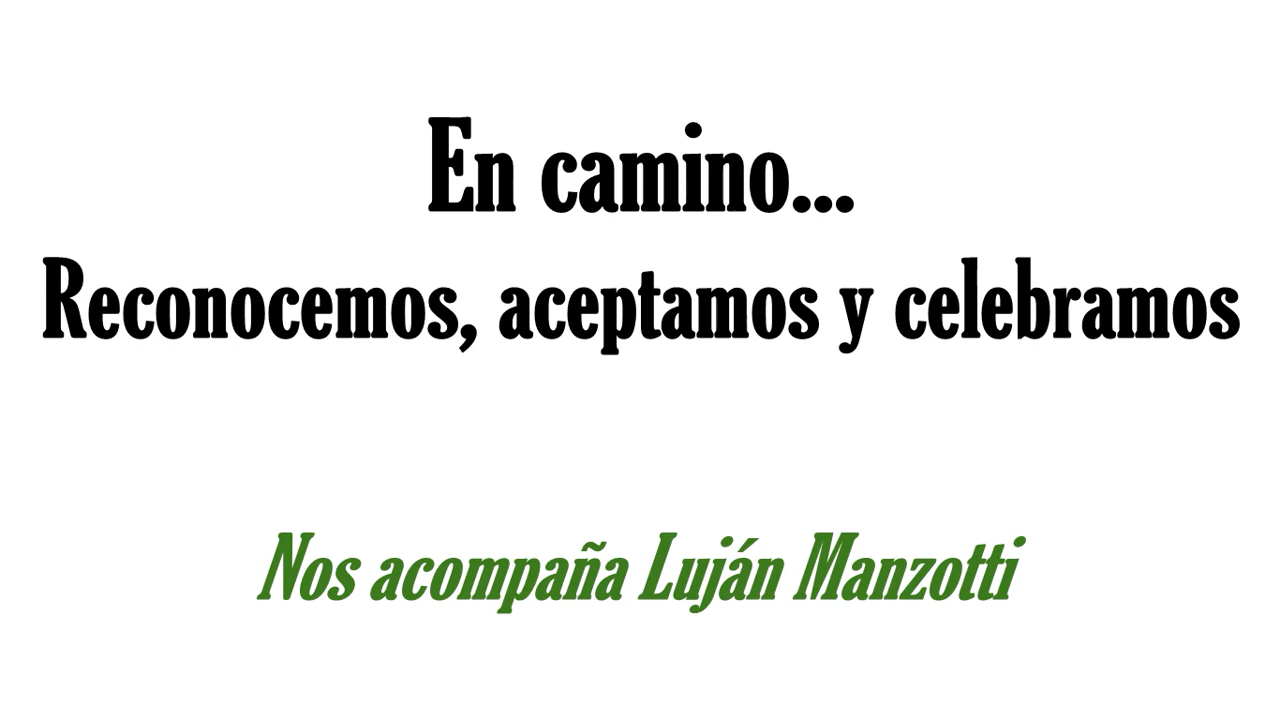 En camino...
Reconocemos, aceptamos y celebramos
Nos acompaña Luján Manzotti